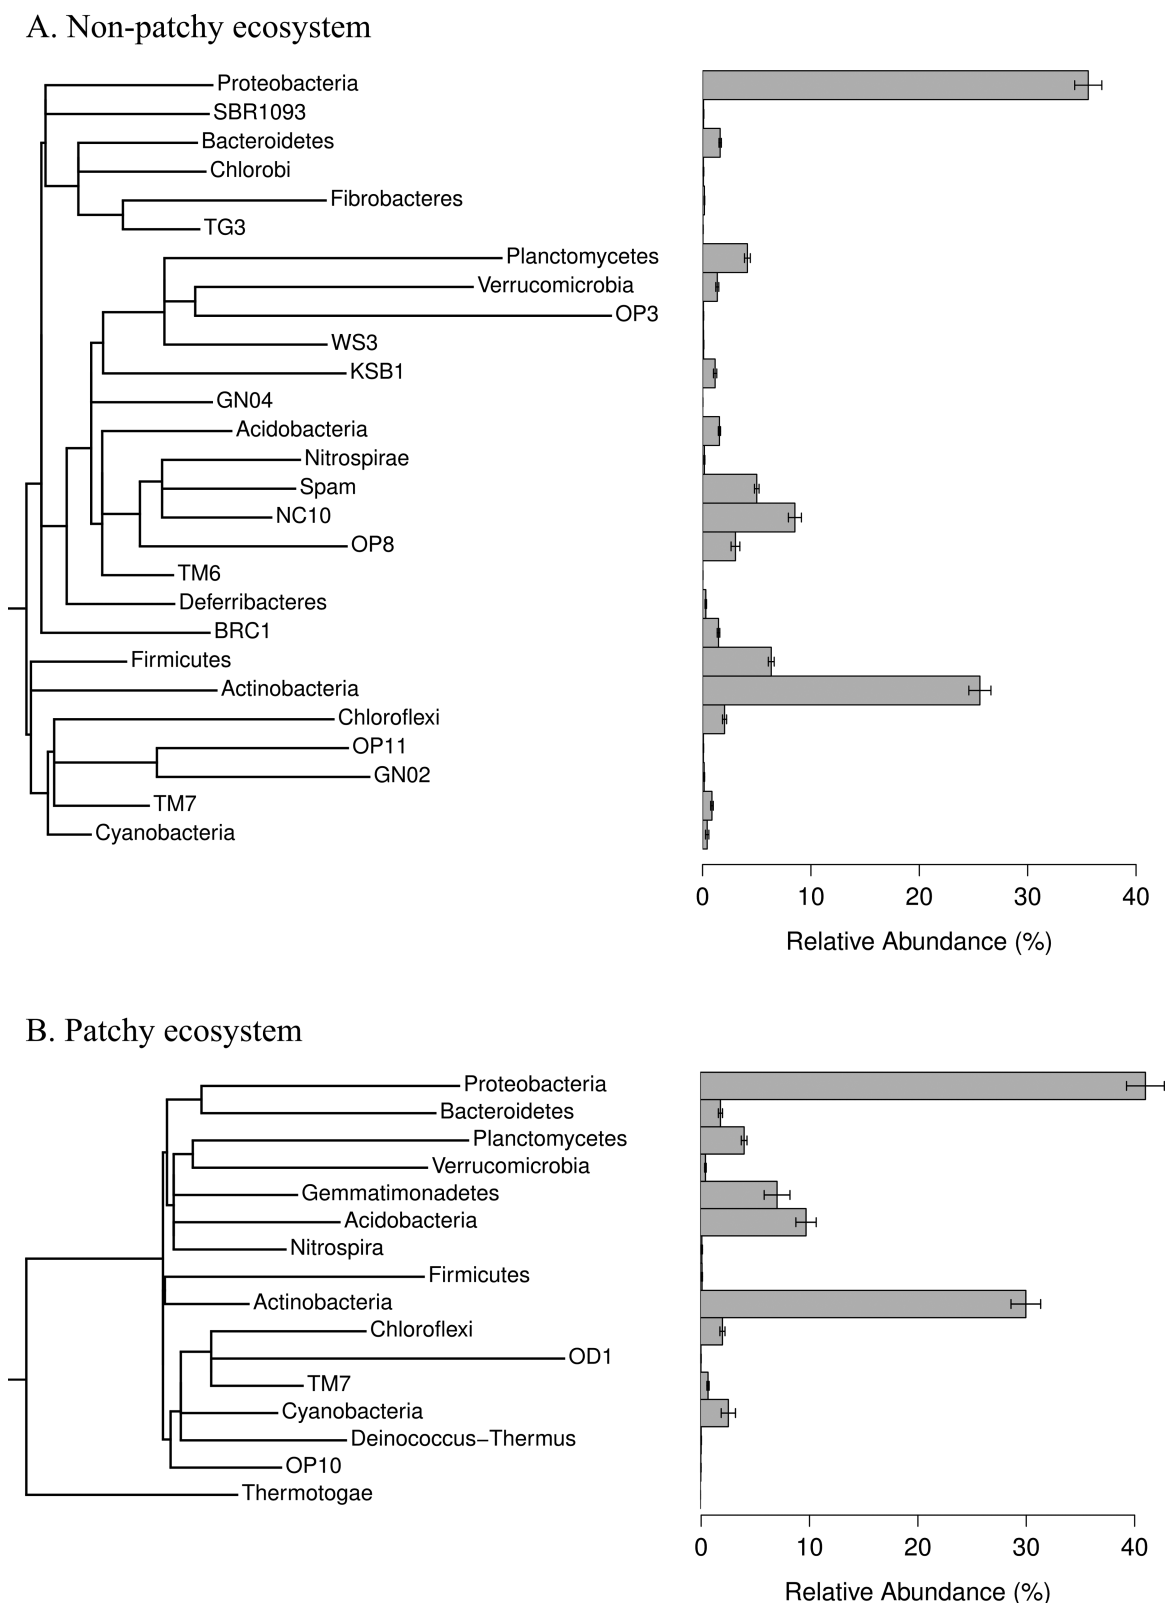 A. Non-patchy ecosystem
Proteobacteria
SBR1093
Bacteroidetes
Chlorobi
Fibrobacteres
TG3
Planctomycetes
Verrucomicrobia
OP3
WS3
KSB1
GN04
Acidobacteria
Nitrospirae
Spam
NC10
OP8
TM6
Deferribacteres
BRC1
Firmicutes
Actinobacteria
Chloroflexi
OP11
GN02
TM7
Cyanobacteria
0 10 20 30 40
Relative Abundance (%)
B. Patchy ecosystem
Proteobacteria
Bacteroidetes
Planctomycetes
Verrucomicrobia
Gemmatimonadetes
Acidobacteria
Nitrospira
Firmicutes
Actinobacteria
Chloroflexi
OD1
TM7
Cyanobacteria
Deinococcus−Thermus
OP10
Thermotogae
0 10 20 30 40
Relative Abundance (%)